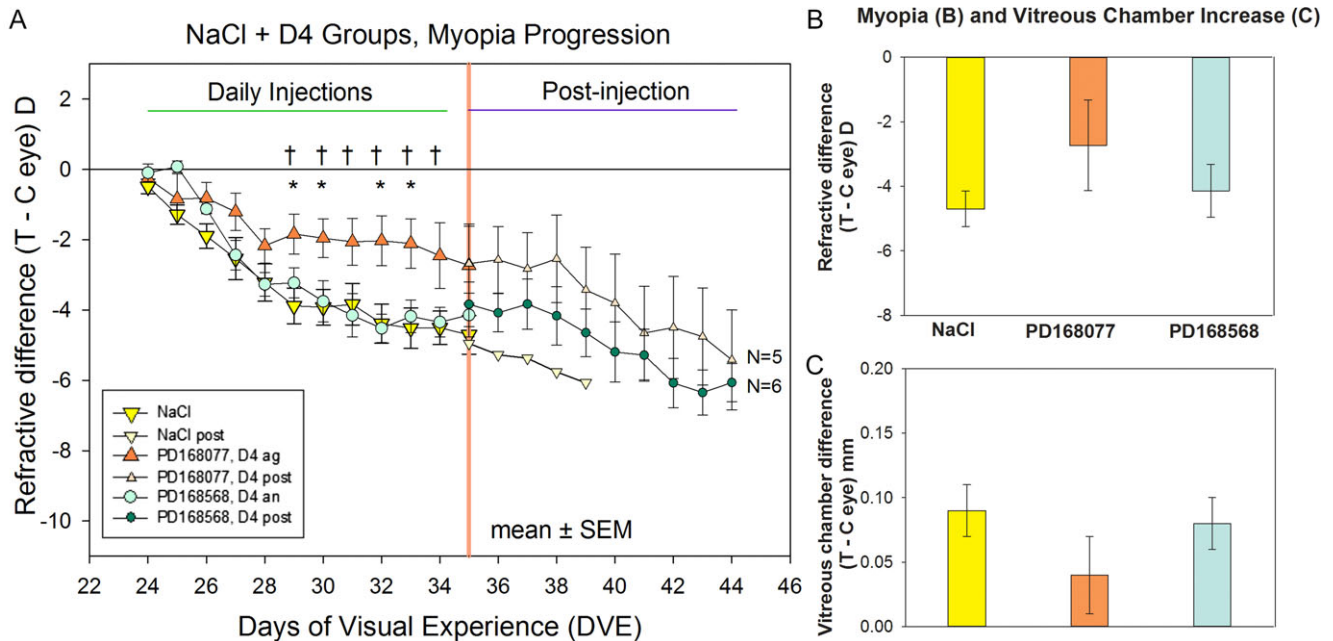 A
NaCl + D4 Groups, Myopia Progression
Daily Injections
Post-injection
† † † † † †
* * * *
Refractive difference (T - C eye) D
2
0
-2
-4
-6
-8
-10
N=5
N=6
NaCl
NaCl post
PD168077, D4 ag
PD168077, D4 post
PD168568, D4 an
PD168568, D4 post
mean ± SEM
22 24 26 28 30 32 34 36 38 40 42 44 46
Days of Visual Experience (DVE)
B
Myopia (B) and Vitreous Chamber Increase (C)
Refractive difference
(T - C eye) D
0
-2
-4
-6
-8
NaCl PD168077 PD168568
C
Vitreous chamber difference
(T - C eye) mm
0.20
0.15
0.10
0.05
0.00